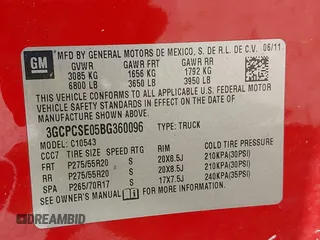 GM
MFD BY GENERAL MOTORS DE MEXICO, S. DE R.L. DE C.V. 06/11
GVWR GAWR FRT GAWR RR
3085 KG 1656 KG 1792 KG
6800 LB 3650 LB 3950 LB
THIS VEHICLE CONFORMS TO ALL APPLICABLE U.S. FEDERAL
MOTOR VEHICLE SAFETY STANDARDS IN EFFECT ON THE DATE OF
MANUFACTURE SHOWN ABOVE.
3GCPCSE05BG360096 TYPE: TRUCK
MODEL: C10543
CCC7 TIRE SIZE SPEED RTG RIM COLD TIRE PRESSURE
FRT P275/55R20 S 20X8.5J 210KPA(30PSI)
RR P275/55R20 S 20X8.5J 210KPA(30PSI)
SPA P265/70R17 S 17X7.5J 240KPA(35PSI)
SEE OWNER MANUAL FOR MORE INFORMATION.
DREAMBID